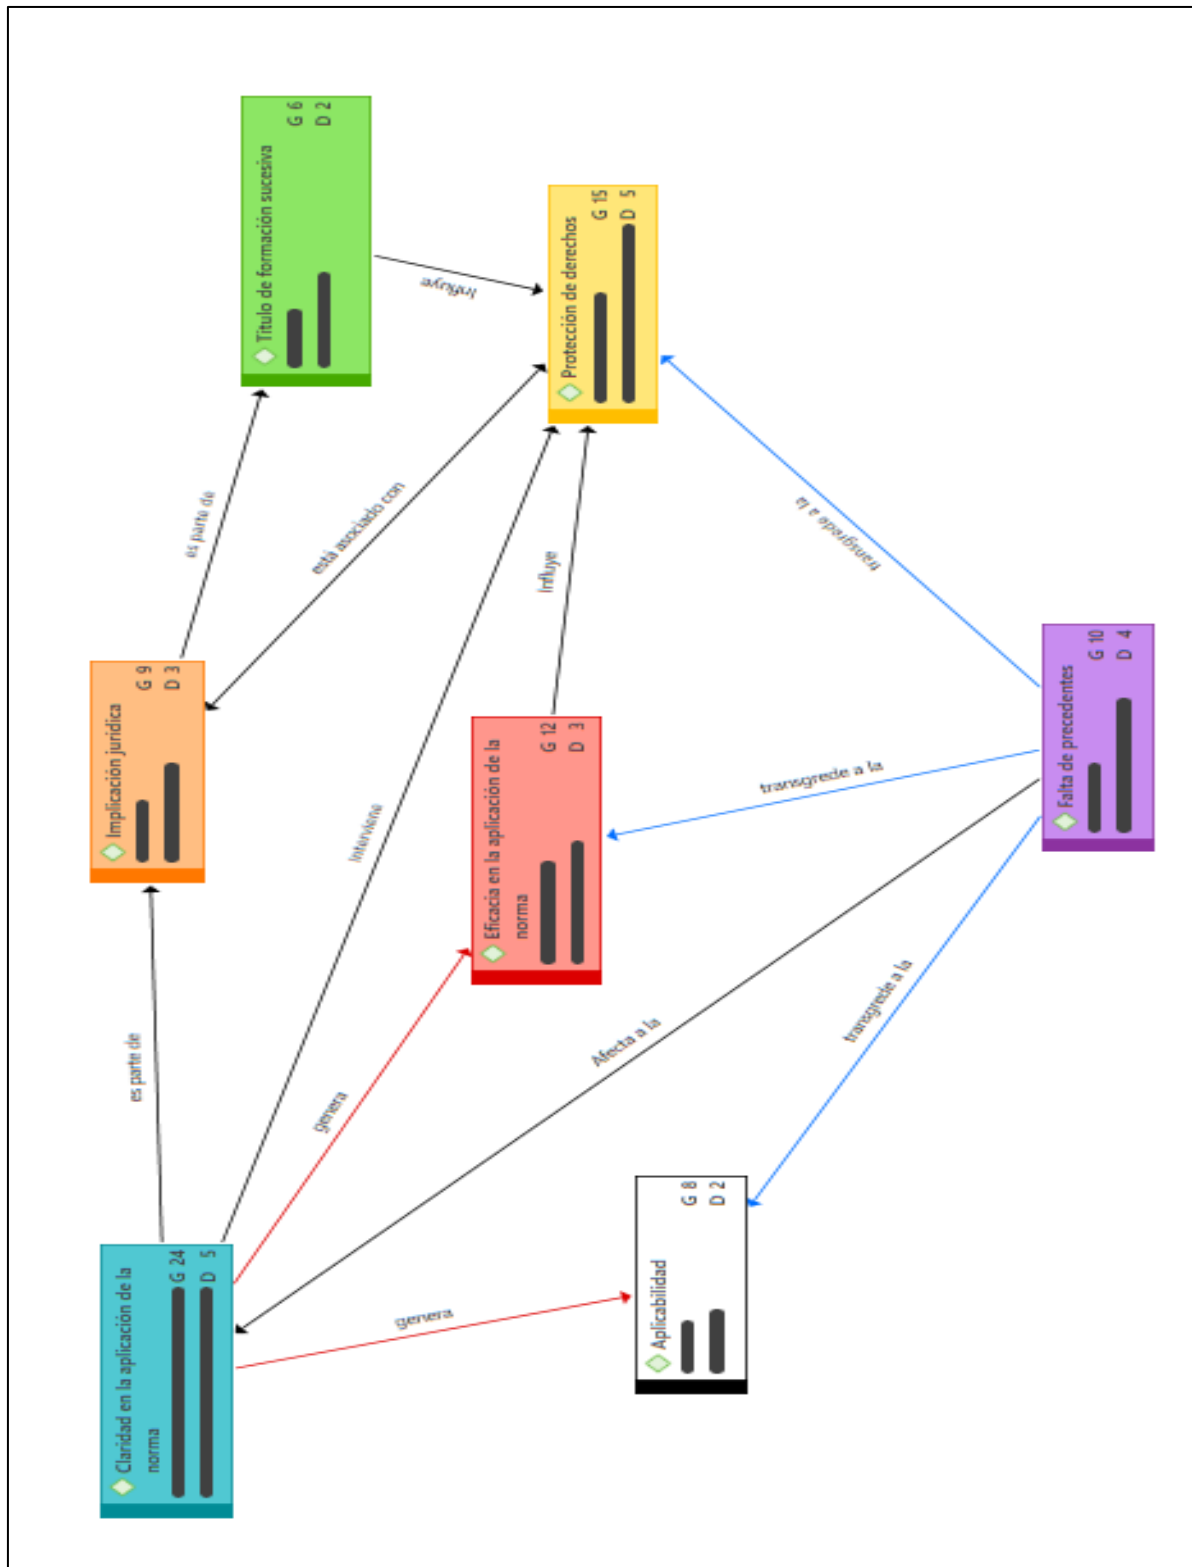 Claridad en la aplicación de la
norma
G 24
D 5
es parte de
Implicación jurídica
G 9
D 3
es parte de
Título de formación sucesiva
G 6
D 2
está asociado con
Interviene
Influye
genera
Eficacia en la aplicación de la
norma
G 12
D 3
Influye
Protección de derechos
G 15
D 5
genera
Aplicabilidad
G 8
D 2
Afecta a la
transgrede a la
transgrede a la
transgrede a la
Falta de precedentes
G 10
D 4